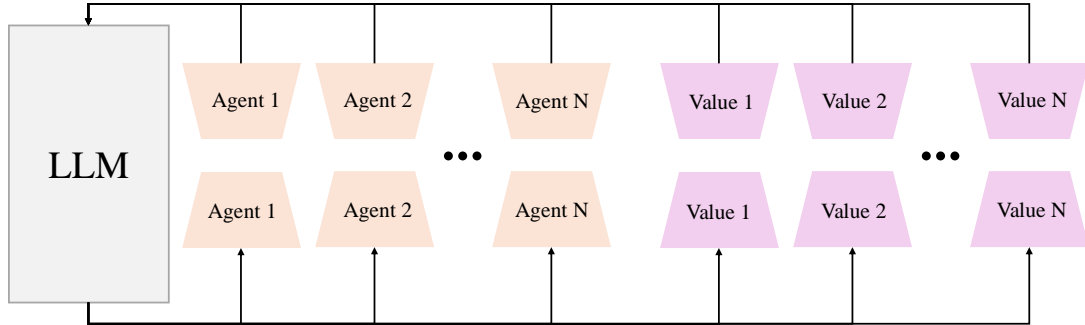 LLM
Agent 1
Agent 2
Agent N
Value 1
Value 2
Value N
Agent 1
Agent 2
Agent N
Value 1
Value 2
Value N